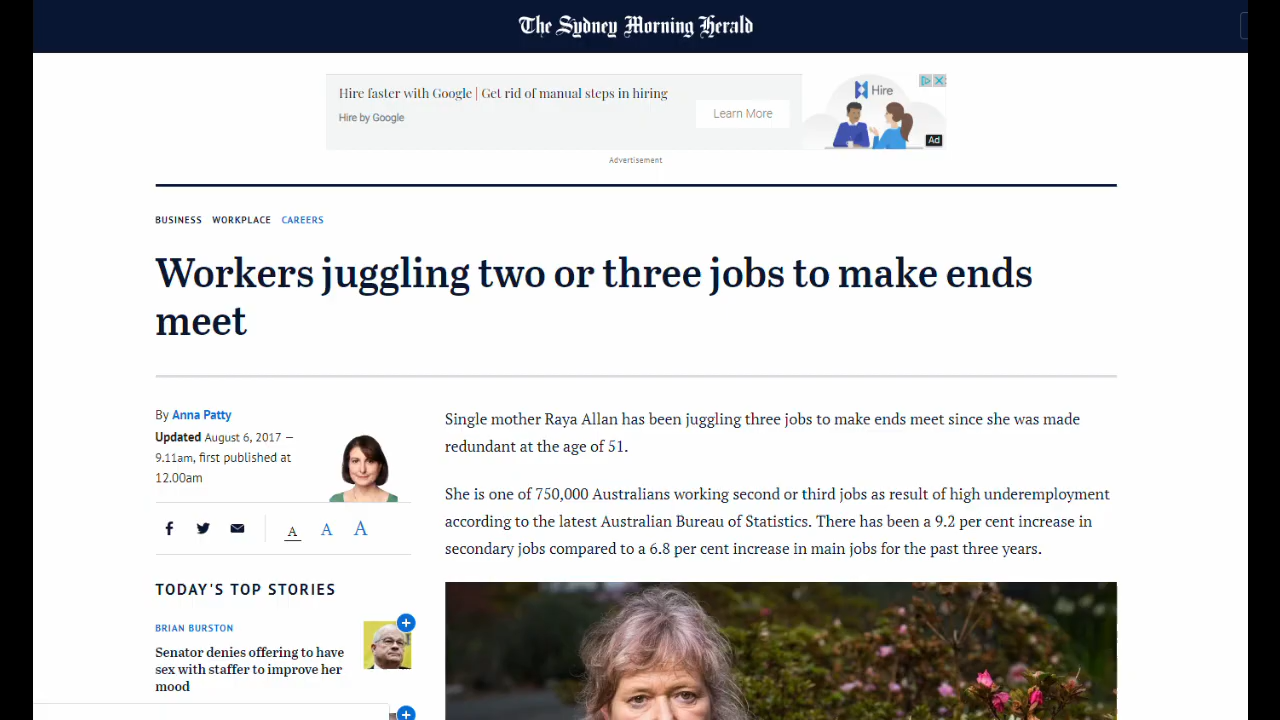 The Sydney Morning Herald
Hire faster with Google | Get rid of manual steps in hiring
Hire by Google
Learn More
Hire
Ad
Advertisement
BUSINESS WORKPLACE CAREERS
Workers juggling two or three jobs to make ends
meet
By Anna Patty
Updated August 6, 2017 —
9.11am, first published at
12.00am
A A A
Single mother Raya Allan has been juggling three jobs to make ends meet since she was made
redundant at the age of 51.
She is one of 750,000 Australians working second or third jobs as result of high underemployment
according to the latest Australian Bureau of Statistics. There has been a 9.2 per cent increase in
secondary jobs compared to a 6.8 per cent increase in main jobs for the past three years.
TODAY'S TOP STORIES
BRIAN BURSTON
Senator denies offering to have
sex with staffer to improve her
mood